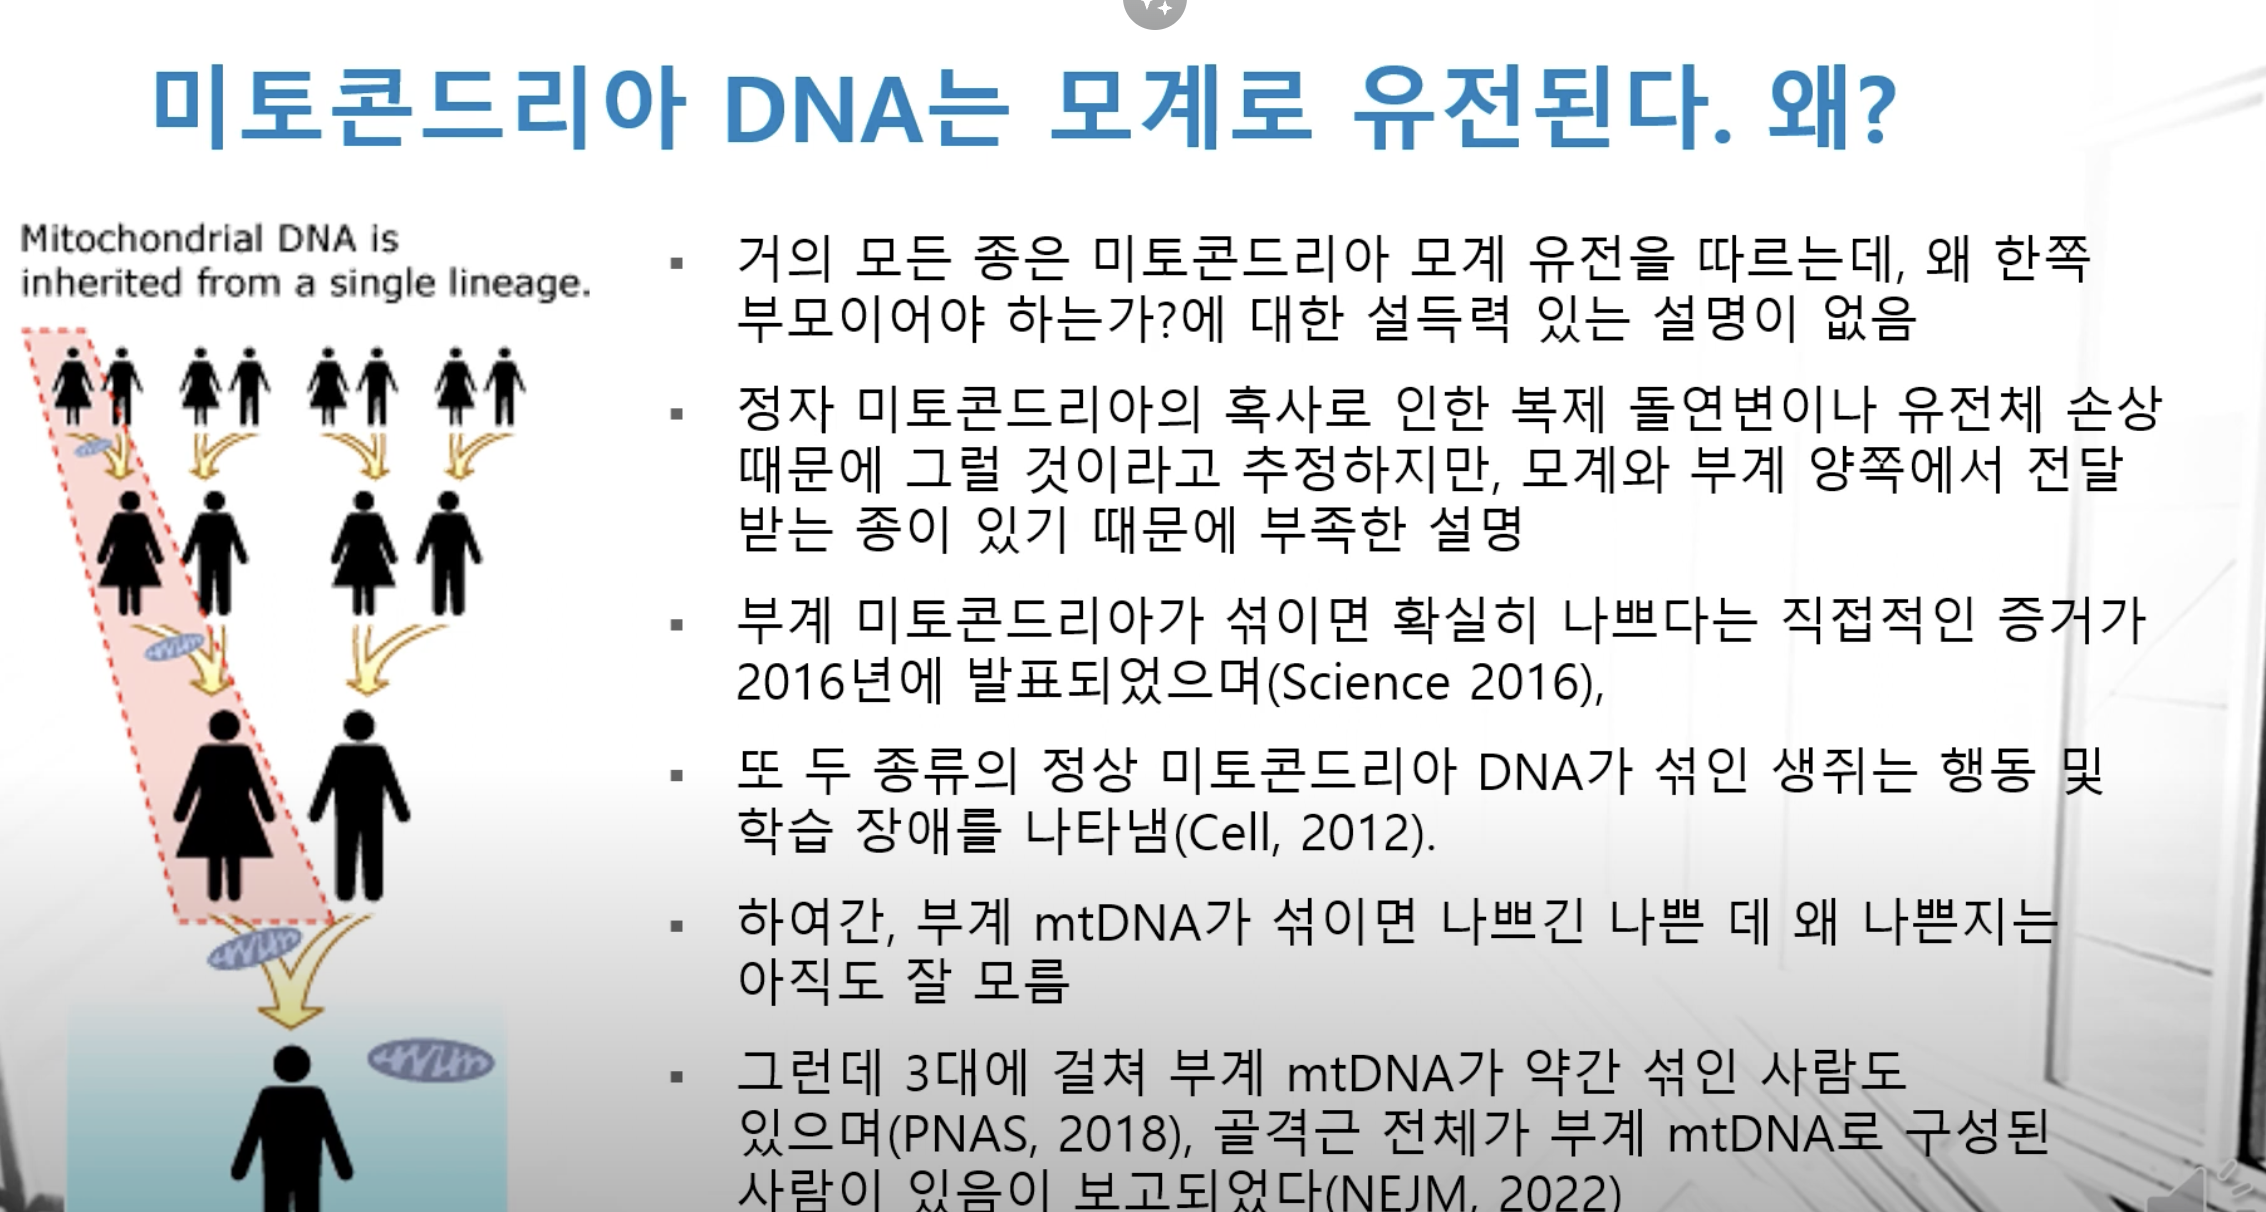 미토콘드리아 DNA는 모계로 유전된다. 왜?
Mitochondrial DNA is
inherited from a single lineage.
▪ 거의 모든 종은 미토콘드리아 모계 유전을 따르는데, 왜 한쪽
부모이어야 하는가?에 대한 설득력 있는 설명이 없음
▪ 정자 미토콘드리아의 혹사로 인한 복제 돌연변이나 유전체 손상
때문에 그럴 것이라고 추정하지만, 모계와 부계 양쪽에서 전달
받는 종이 있기 때문에 부족한 설명
▪ 부계 미토콘드리아가 섞이면 확실히 나쁘다는 직접적인 증거가
2016년에 발표되었으며(Science 2016),
▪ 또 두 종류의 정상 미토콘드리아 DNA가 섞인 생쥐는 행동 및
학습 장애를 나타냄(Cell, 2012).
▪ 하여간, 부계 mtDNA가 섞이면 나쁘긴 나쁜 데 왜 나쁜지는
아직도 잘 모름
▪ 그런데 3대에 걸쳐 부계 mtDNA가 약간 섞인 사람도
있으며(PNAS, 2018), 골격근 전체가 부계 mtDNA로 구성된
사람이 있음이 보고되었다(NEJM, 2022)